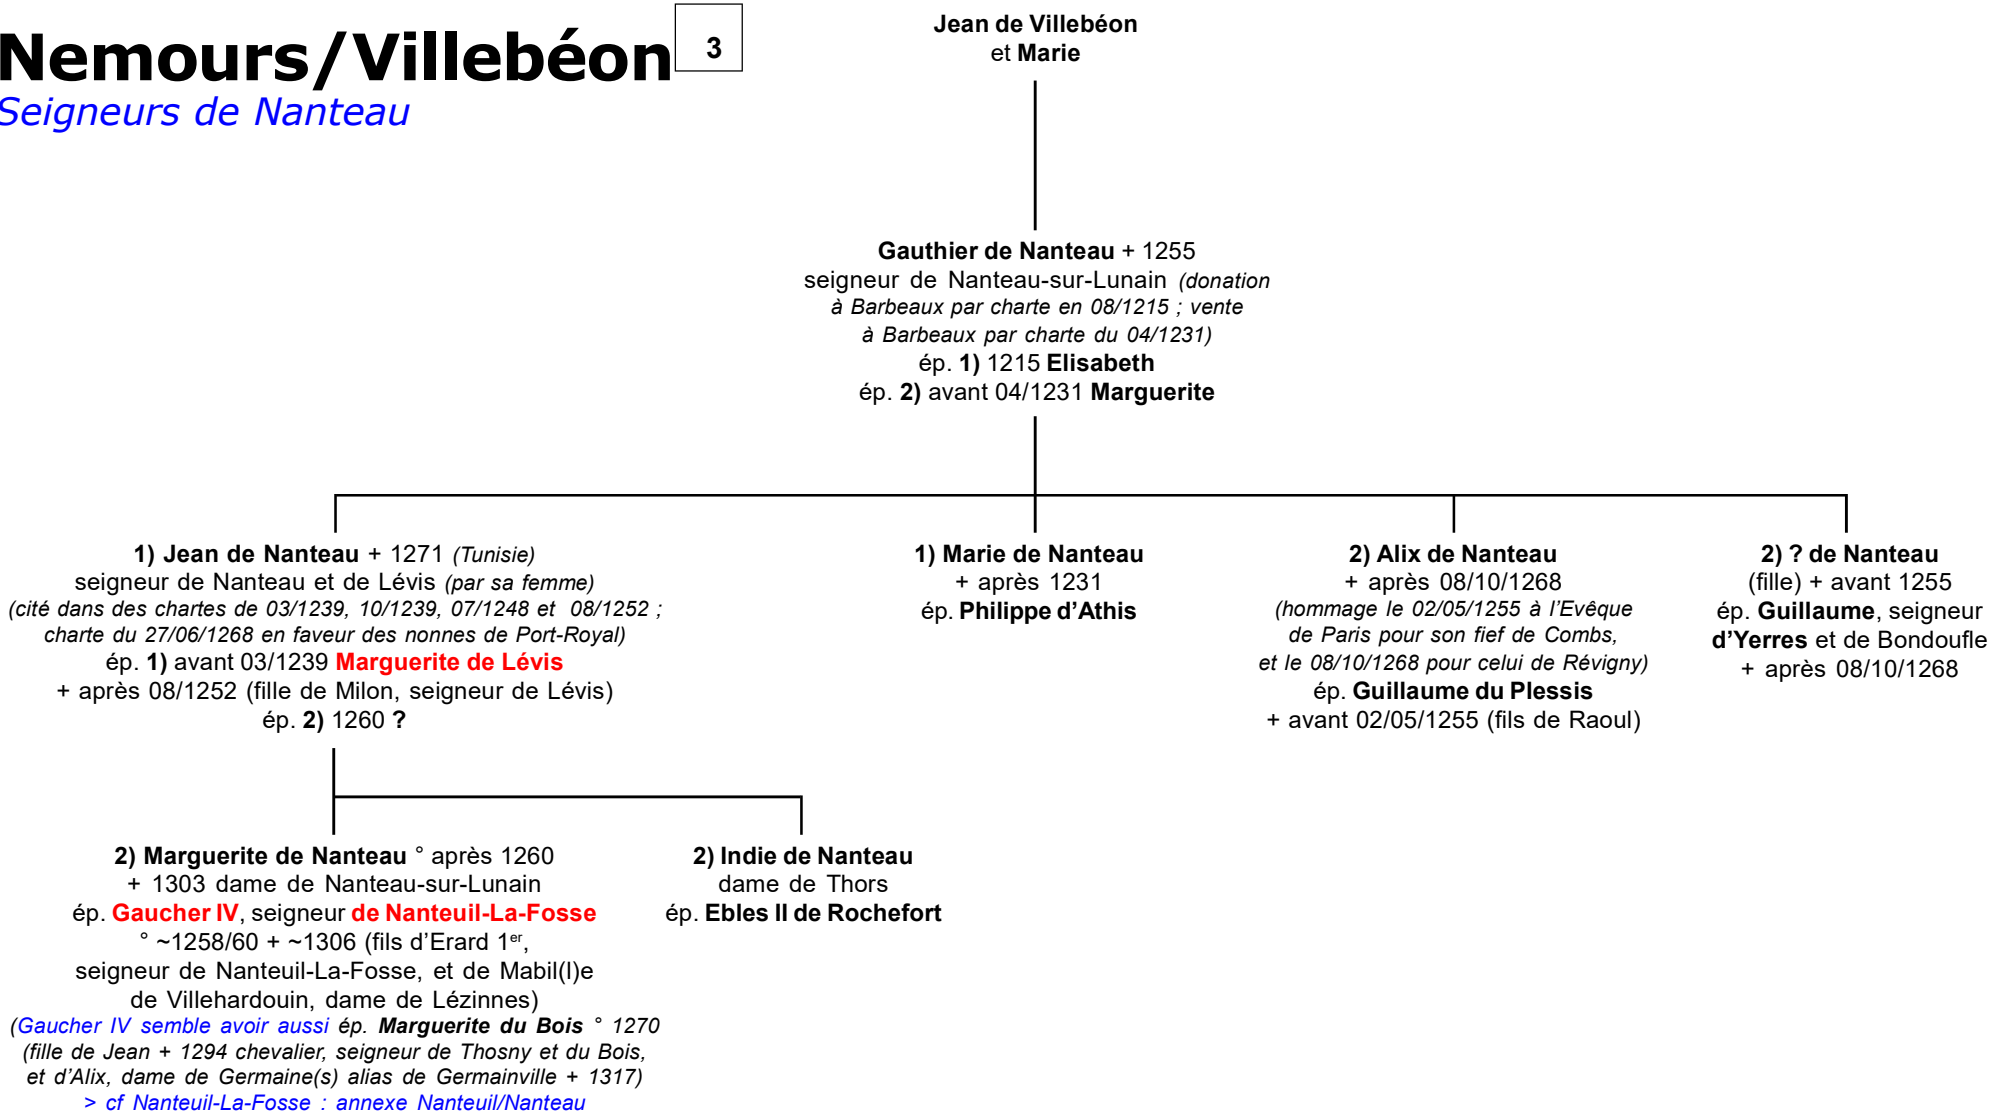 Nemours/Villebéon
3
Seigneurs de Nanteau
Jean de Villebéon
et Marie
Gauthier de Nanteau + 1255
seigneur de Nanteau-sur-Lunain (donation
à Barbeaux par charte en 08/1215 ; vente
à Barbeaux par charte du 04/1231)
ép. 1) 1215 Elisabeth
ép. 2) avant 04/1231 Marguerite
1) Jean de Nanteau + 1271 (Tunisie)
seigneur de Nanteau et de Lévis (par sa femme)
(cité dans des chartes de 03/1239, 10/1239, 07/1248 et 08/1252 ;
charte du 27/06/1268 en faveur des nonnes de Port-Royal)
ép. 1) avant 03/1239 Marguerite de Lévis
+ après 08/1252 (fille de Milon, seigneur de Lévis)
ép. 2) 1260 ?
1) Marie de Nanteau
+ après 1231
ép. Philippe d'Athis
2) Alix de Nanteau
+ après 08/10/1268
(hommage le 02/05/1255 à l'Evêque
de Paris pour son fief de Combs,
et le 08/10/1268 pour celui de Révigny)
ép. Guillaume du Plessis
+ avant 02/05/1255 (fils de Raoul)
2) ? de Nanteau
(fille) + avant 1255
ép. Guillaume, seigneur
d'Yerres et de Bondoufle
+ après 08/10/1268
2) Marguerite de Nanteau ° après 1260
+ 1303 dame de Nanteau-sur-Lunain
ép. Gaucher IV, seigneur de Nanteuil-La-Fosse
° ~1258/60 + ~1306 (fils d'Erard 1er,
seigneur de Nanteuil-La-Fosse, et de Mabil(l)e
de Villehardouin, dame de Lézinnes)
(Gaucher IV semble avoir aussi ép. Marguerite du Bois ° 1270
(fille de Jean + 1294 chevalier, seigneur de Thosny et du Bois,
et d'Alix, dame de Germaine(s) alias de Germainville + 1317)
> cf Nanteuil-La-Fosse : annexe Nanteuil/Nanteau
2) Indie de Nanteau
dame de Thors
ép. Ebles II de Rochefort